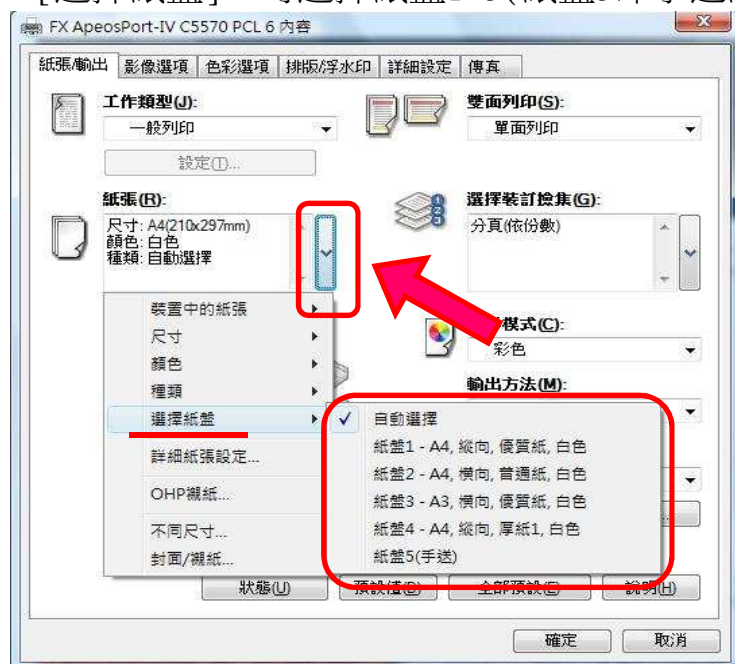 FX ApeosPort-IV C5570 PCL 6 內容
紙張/輸出 影像選項 色彩選項 排版/浮水印 詳細設定 傳真
工作類型(J):
一般列印
設定(T)...
雙面列印(S):
單面列印
紙張(R):
尺寸: A4(210x297mm)
顏色: 白色
種類: 自動選擇
選擇裝訂撿集(G):
分頁(依份數)
模式(C):
彩色
輸出方法(M):
裝置中的紙張
尺寸
顏色
種類
選擇紙盤
詳細紙張設定...
OHP襯紙...
不同尺寸...
封面/襯紙...
自動選擇
紙盤1 - A4, 縱向, 優質紙, 白色
紙盤2 - A4, 橫向, 普通紙, 白色
紙盤3 - A3, 橫向, 優質紙, 白色
紙盤4 - A4, 縱向, 厚紙1, 白色
紙盤5(手送)
狀態(U) 預設值(D) 全部預設(E) 說明(H)
確定 取消